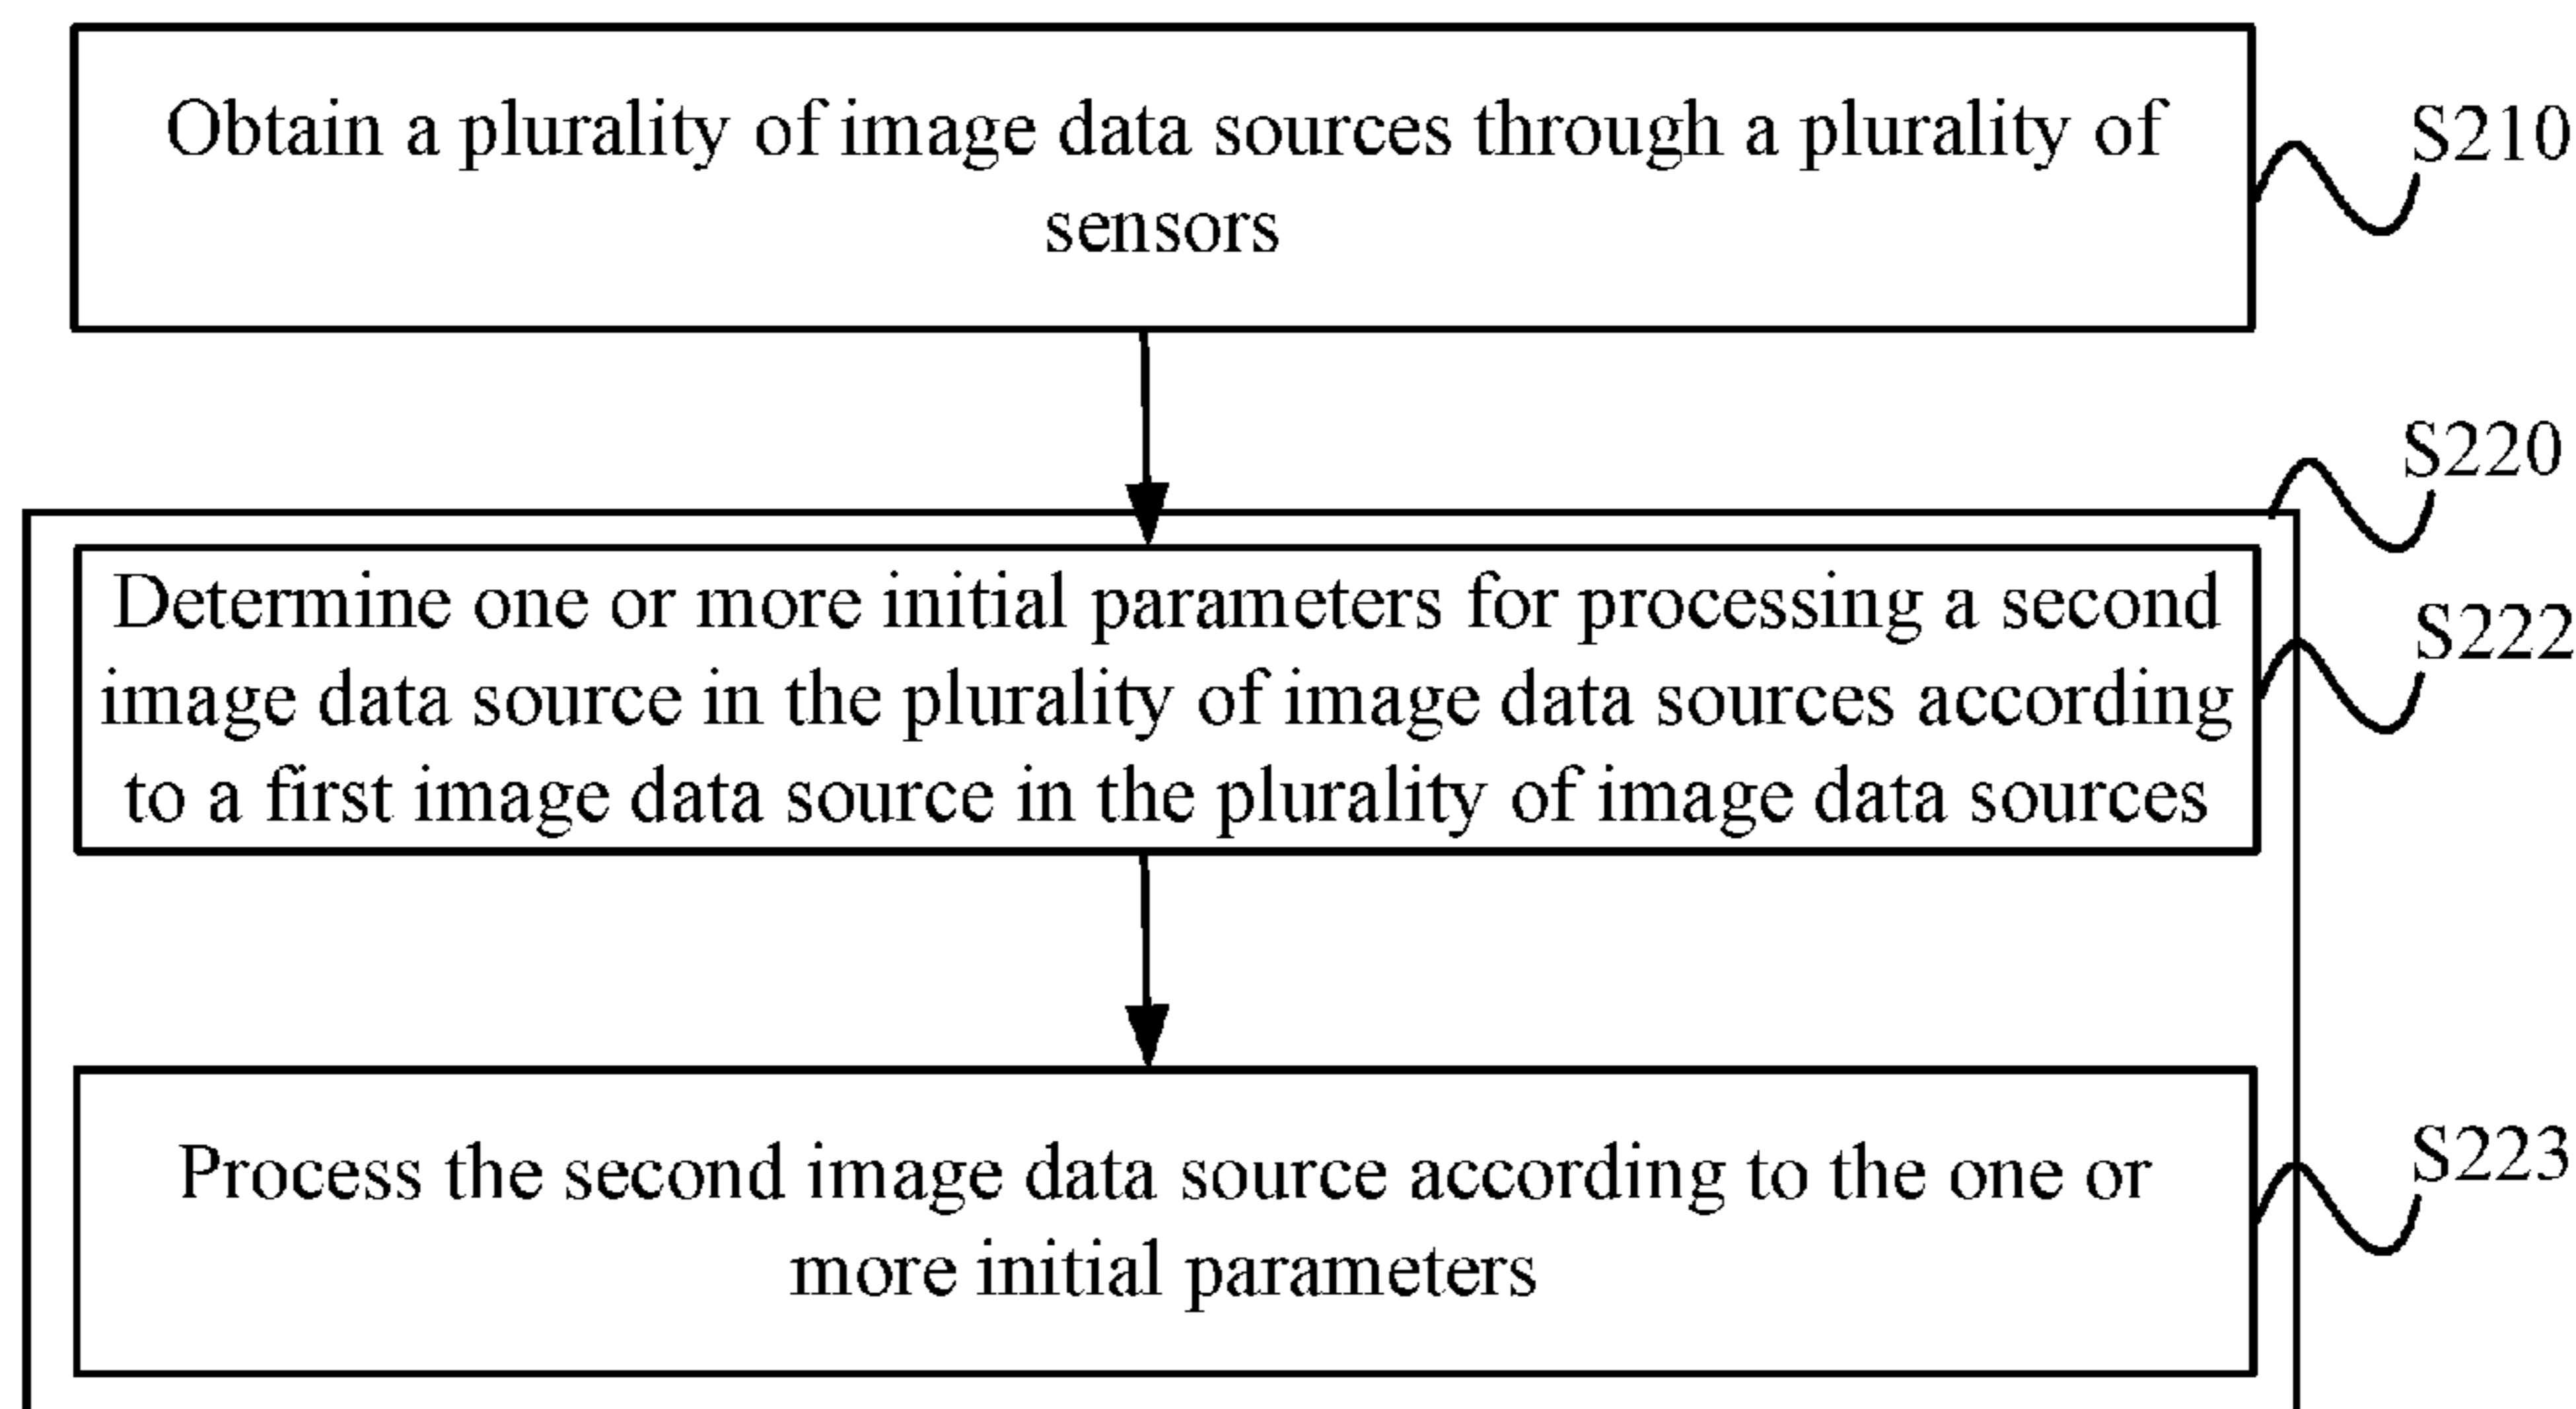 Obtain a plurality of image data sources through a plurality of
sensors
S210
S220
Determine one or more initial parameters for processing a second
image data source in the plurality of image data sources according
to a first image data source in the plurality of image data sources
S222
Process the second image data source according to the one or
more initial parameters
S223